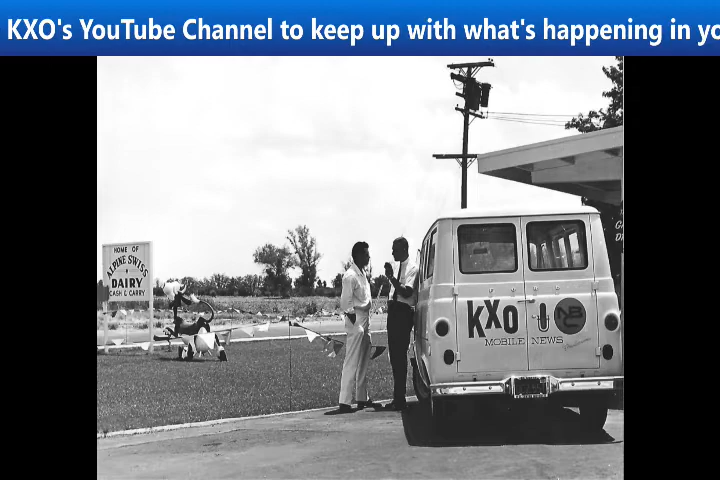 KXO's YouTube Channel to keep up with what's happening in yo
HOME OF
ALPINE SWISS
DAIRY
CASH & CARRY
KXO NBC
MOBILE NEWS